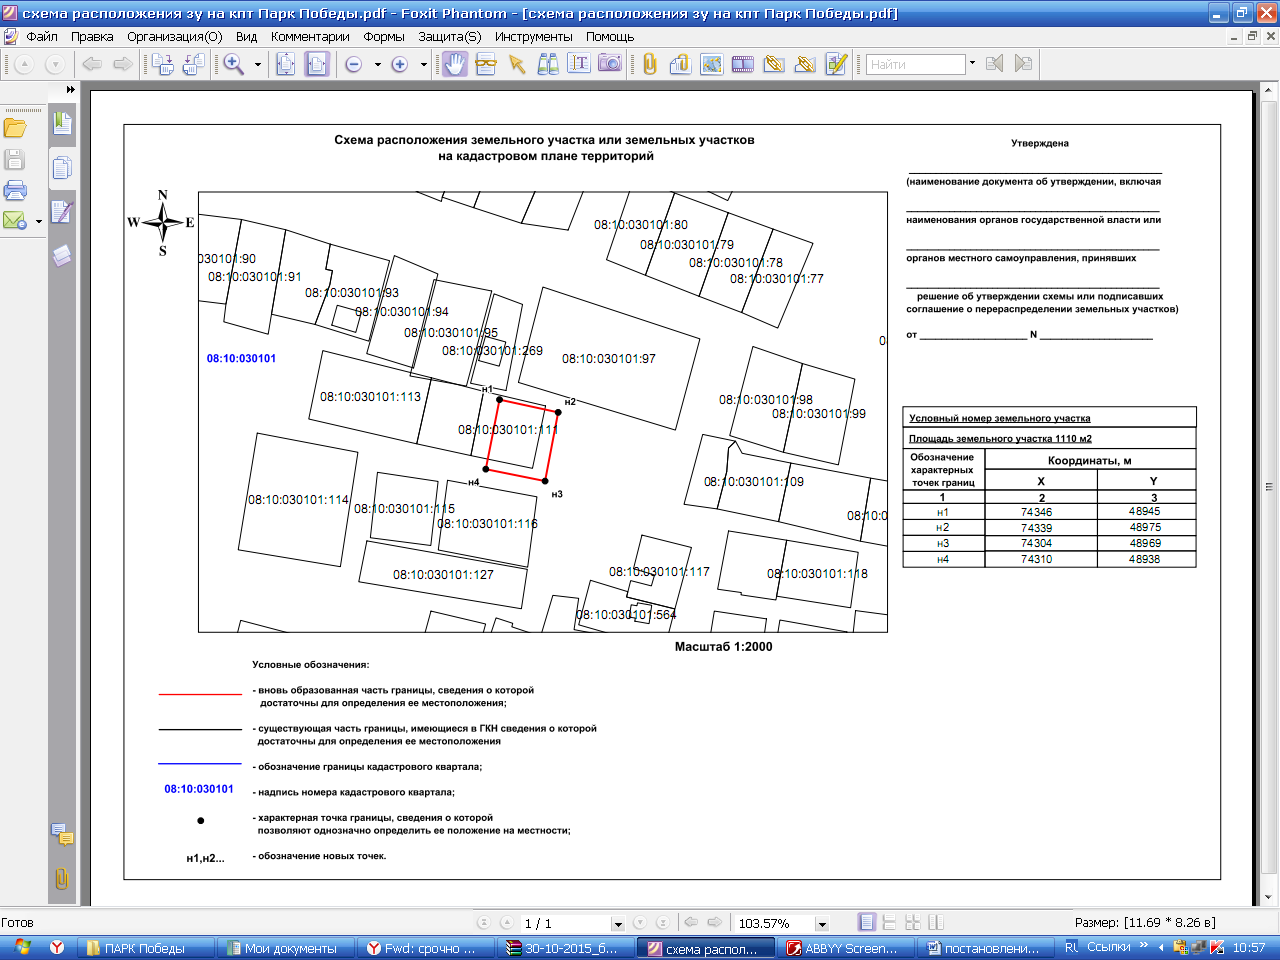 схема расположения зу на кпт Парк Победы.pdf - Foxit Phantom - [схема расположения зу на кпт Парк Победы.pdf]
Файл Правка Организация(O) Вид Комментарии Формы Защита(S) Инструменты Помощь
Найти
Схема расположения земельного участка или земельных участков
на кадастровом плане территорий
Утверждена
(наименование документа об утверждении, включая
наименования органов государственной власти или
органов местного самоуправления, принявших
решение об утверждении схемы или подписавших
соглашение о перераспределении земельных участков)
от ____________________ N _____________________
N
W E
S
08:10:030101:80
08:10:030101:79
030101:90
08:10:030101:78
08:10:030101:91
08:10:030101:77
08:10:030101:93
08:10:030101:94
08:10:030101:95
08:
08:10:030101:269
08:10:030101
08:10:030101:97
н1
08:10:030101:113
н2
08:10:030101:98
08:10:030101:99
08:10:030101:111
н4
08:10:030101:109
н3
08:10:030101:114
08:10:030101:115
08:10:0
08:10:030101:116
08:10:030101:127
08:10:030101:117
08:10:030101:118
08:10:030101:564
Условный номер земельного участка
Площадь земельного участка 1110 м2
Обозначение характерных точек границ Координаты, м
X Y
1 2 3
н1 74346 48945
н2 74339 48975
н3 74304 48969
н4 74310 48938
Масштаб 1:2000
Условные обозначения:
- вновь образованная часть границы, сведения о которой
достаточны для определения ее местоположения;
- существующая часть границы, имеющиеся в ГКН сведения о которой
достаточны для определения ее местоположения
- обозначение границы кадастрового квартала;
08:10:030101 - надпись номера кадастрового квартала;
- характерная точка границы, сведения о которой
позволяют однозначно определить ее положение на местности;
н1,н2... - обозначение новых точек.
Готов 1 / 1 103.57% Размер: [11.69 * 8.26 в]
ПАРК Победы Мои документы Fwd: срочно ... 30-10-2015_6... схема распол... ABBYY Screen... постановлени... RU Ссылки » 10:57